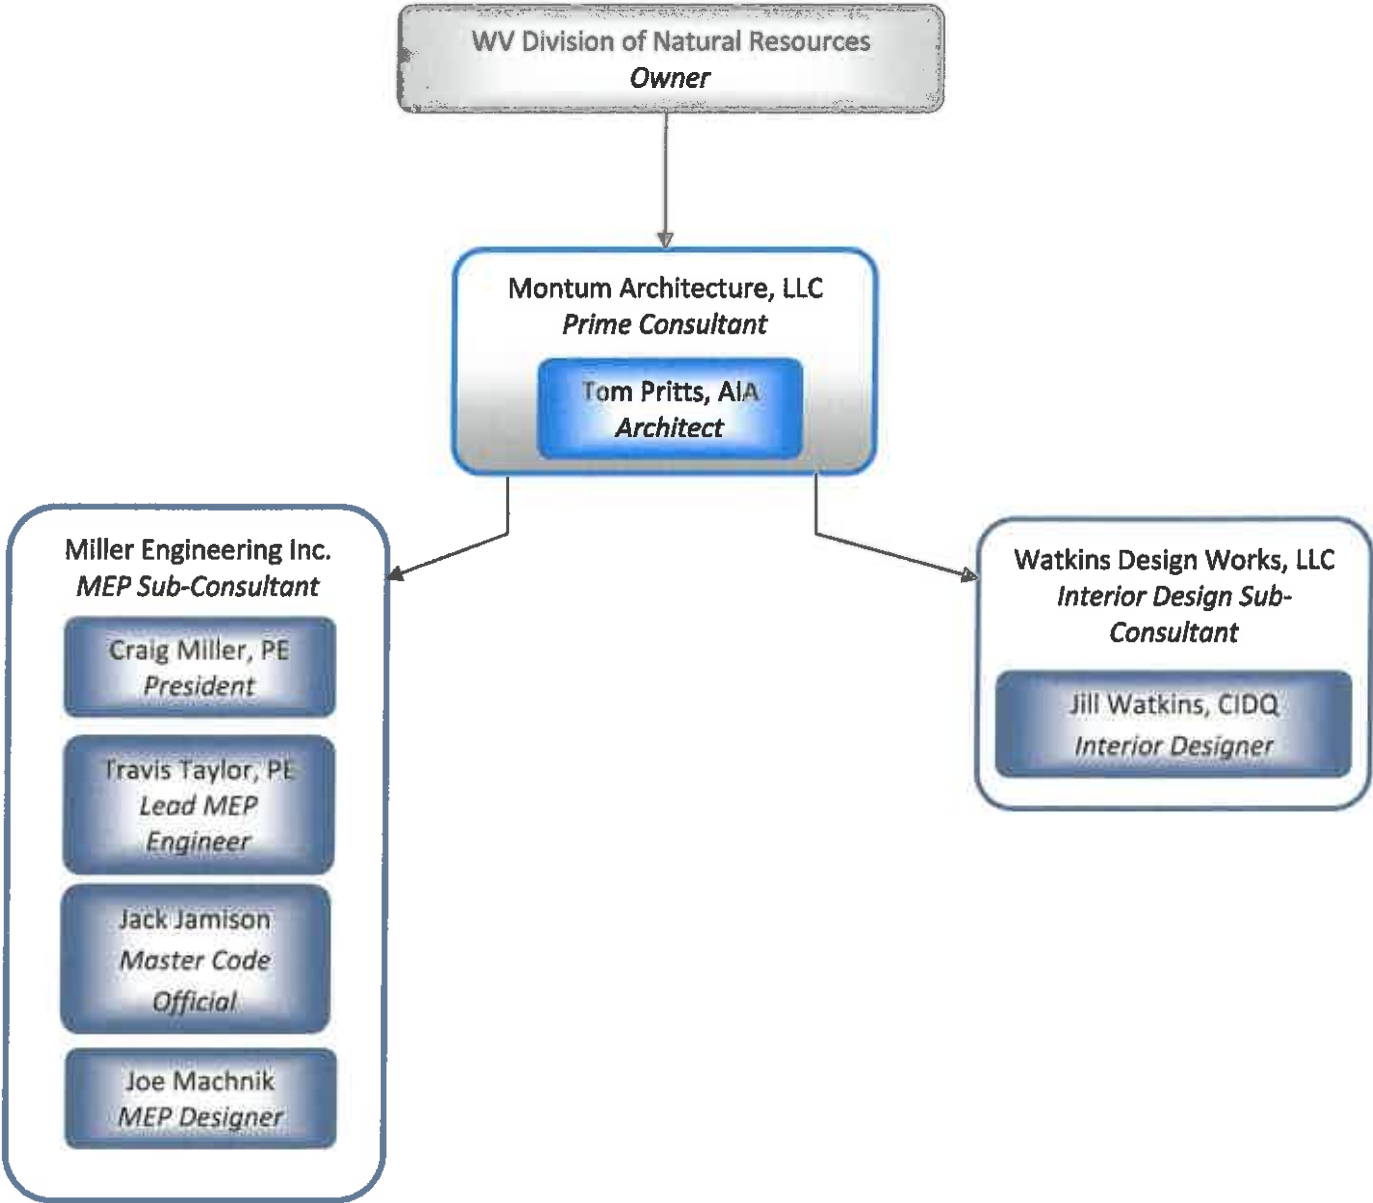 WV Division of Natural Resources
Owner
Montum Architecture, LLC
Prime Consultant
Tom Pritts, AIA
Architect
Miller Engineering Inc.
MEP Sub-Consultant
Craig Miller, PE
President
Travis Taylor, PE
Lead MEP
Engineer
Jack Jamison
Master Code
Official
Joe Machnik
MEP Designer
Watkins Design Works, LLC
Interior Design Sub-
Consultant
Jill Watkins, CIDQ
Interior Designer